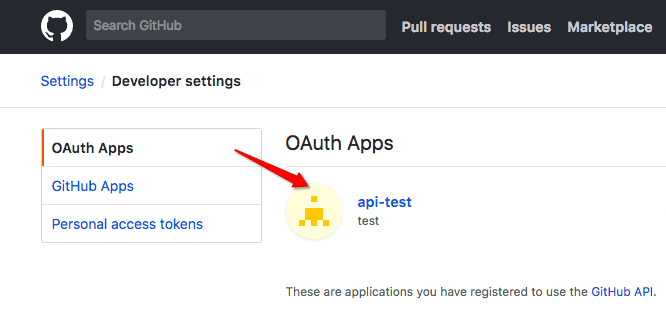 Search GitHub Pull requests Issues Marketplace
Settings / Developer settings
OAuth Apps
GitHub Apps
Personal access tokens
OAuth Apps
api-test
test
These are applications you have registered to use the GitHub API.